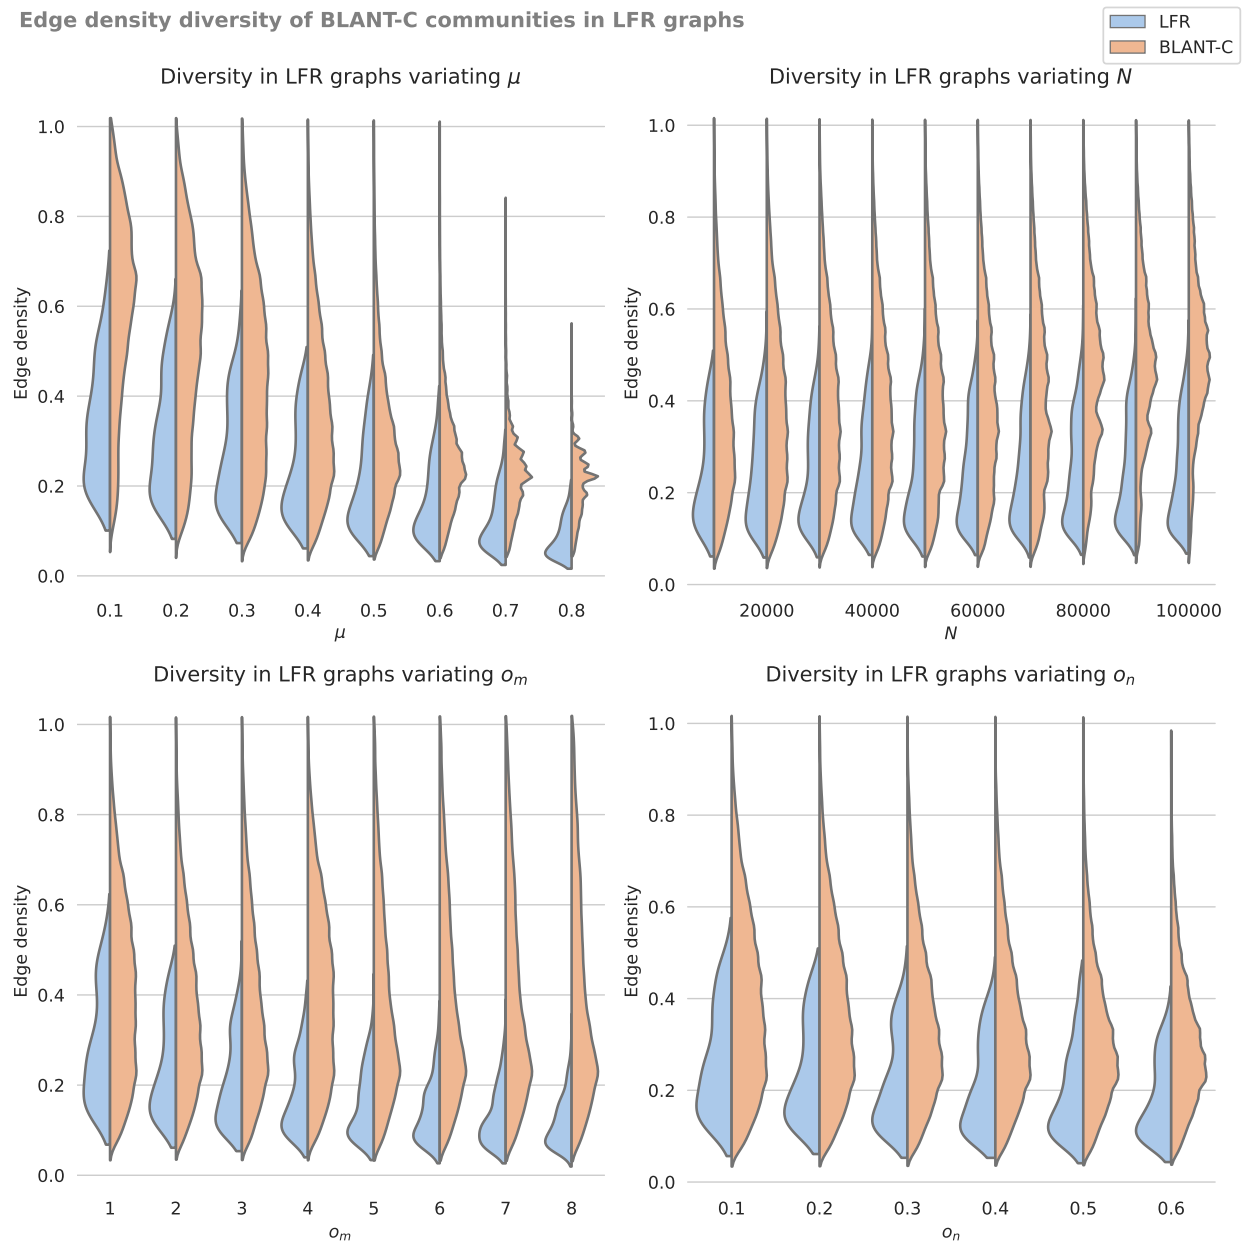 Edge density diversity of BLANT-C communities in LFR graphs
LFR
BLANT-C
Diversity in LFR graphs variating μ
Edge density
1.0
0.8
0.6
0.4
0.2
0.0
0.1 0.2 0.3 0.4 0.5 0.6 0.7 0.8
μ
Diversity in LFR graphs variating N
Edge density
1.0
0.8
0.6
0.4
0.2
0.0
20000 40000 60000 80000 100000
N
Diversity in LFR graphs variating oₘ
Edge density
1.0
0.8
0.6
0.4
0.2
0.0
1 2 3 4 5 6 7 8
oₘ
Diversity in LFR graphs variating oₙ
Edge density
1.0
0.8
0.6
0.4
0.2
0.0
0.1 0.2 0.3 0.4 0.5 0.6
oₙ